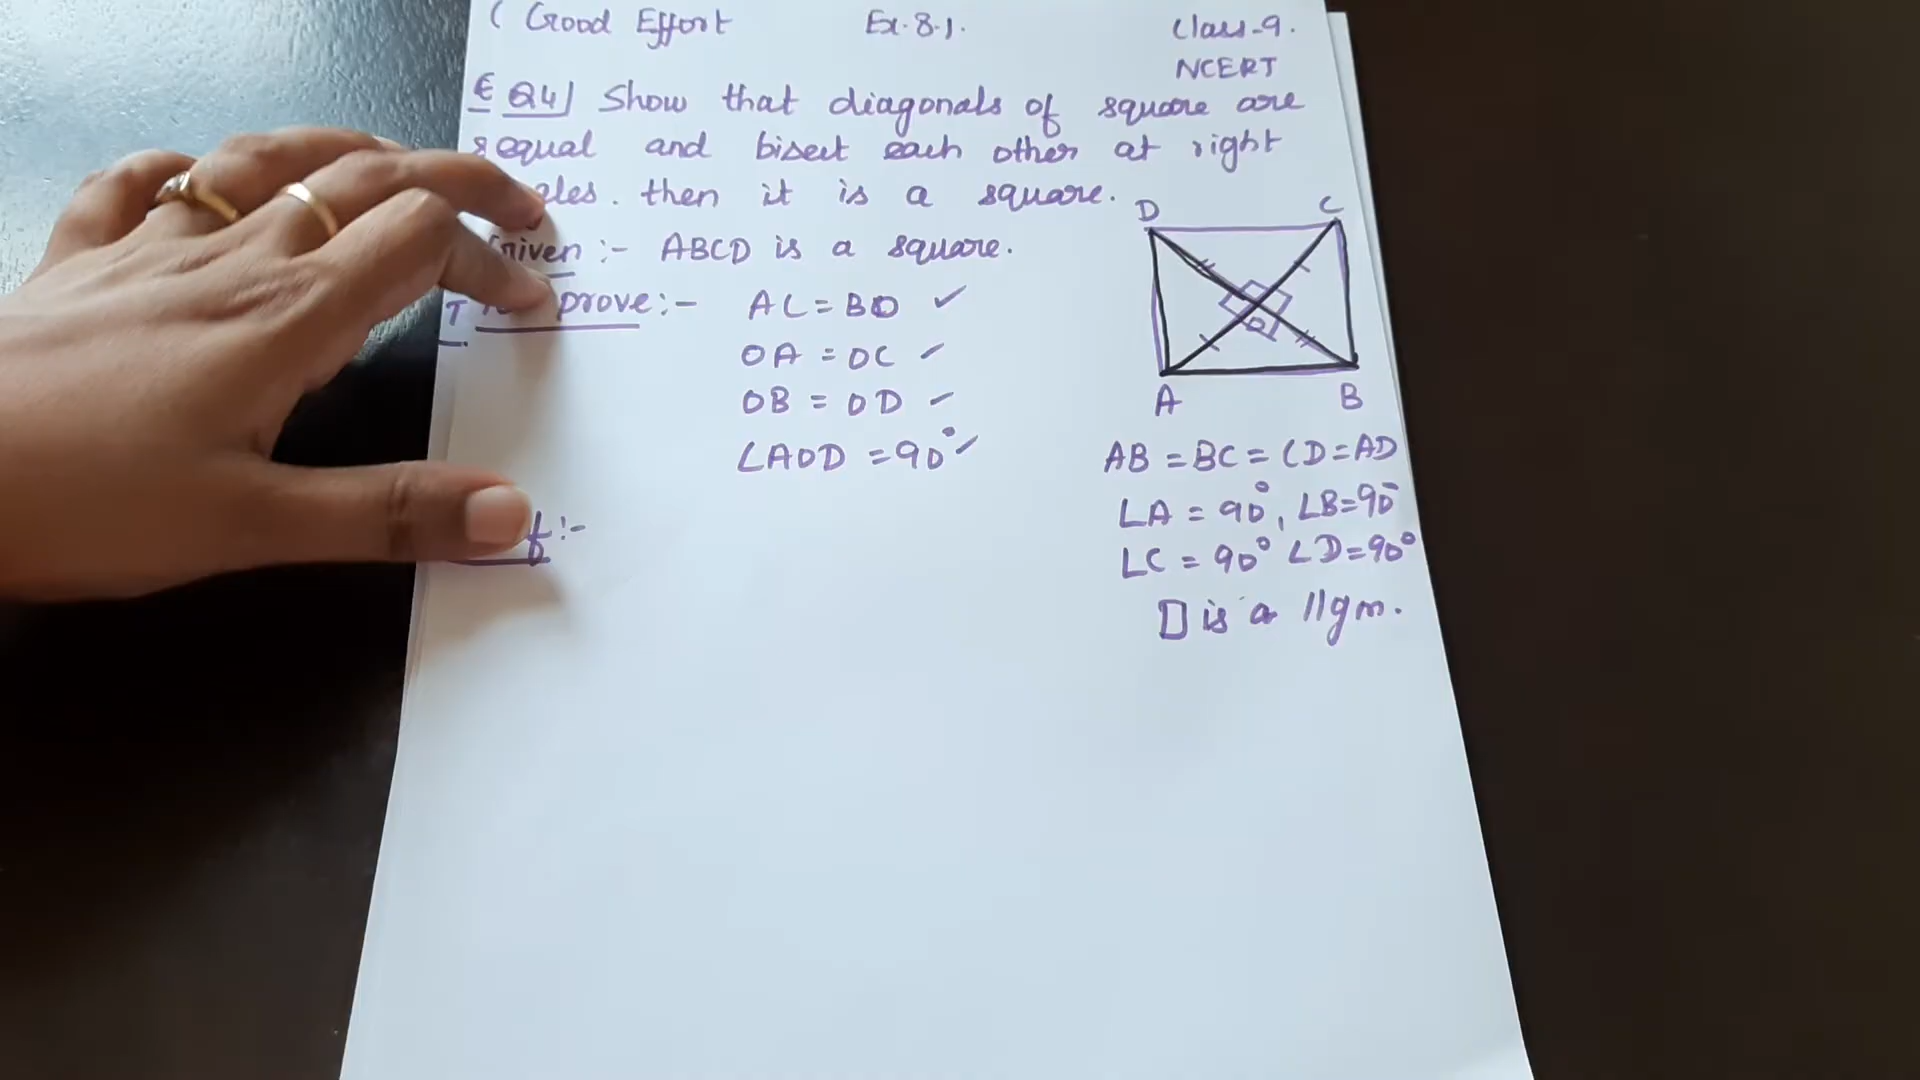 ( Good Effort Ex. 8.1. Class-9.
NCERT
E Q4] Show that diagonals of square are
equal and bisect each other at right
gles. then it is a square.
Given :- ABCD is a square.
T prove:- AC = BD ✓
OA = OC ✓
OB = OD ✓
∠AOD = 90° ✓
f:-
D C
O
A B
AB = BC = CD = AD
∠A = 90°, ∠B = 90°
∠C = 90° ∠D = 90°
□ is a ||gm.